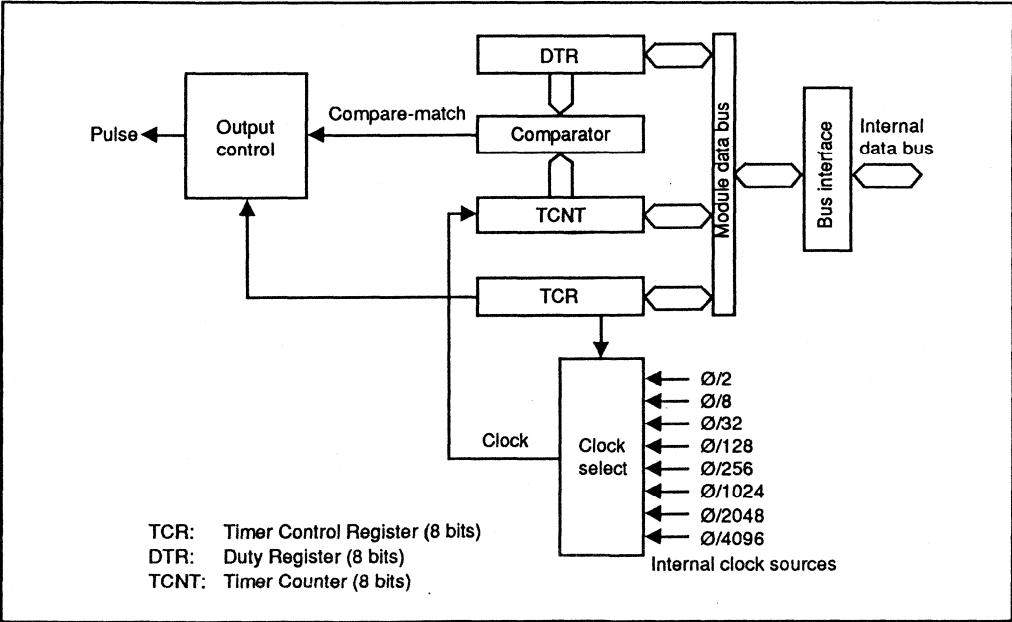 DTR
Output
control
Pulse
Compare-match
Comparator
TCNT
TCR
Module data bus
Bus interface
Internal
data bus
Clock
Clock
select
Ø/2
Ø/8
Ø/32
Ø/128
Ø/256
Ø/1024
Ø/2048
Ø/4096
Internal clock sources
TCR: Timer Control Register (8 bits)
DTR: Duty Register (8 bits)
TCNT: Timer Counter (8 bits)